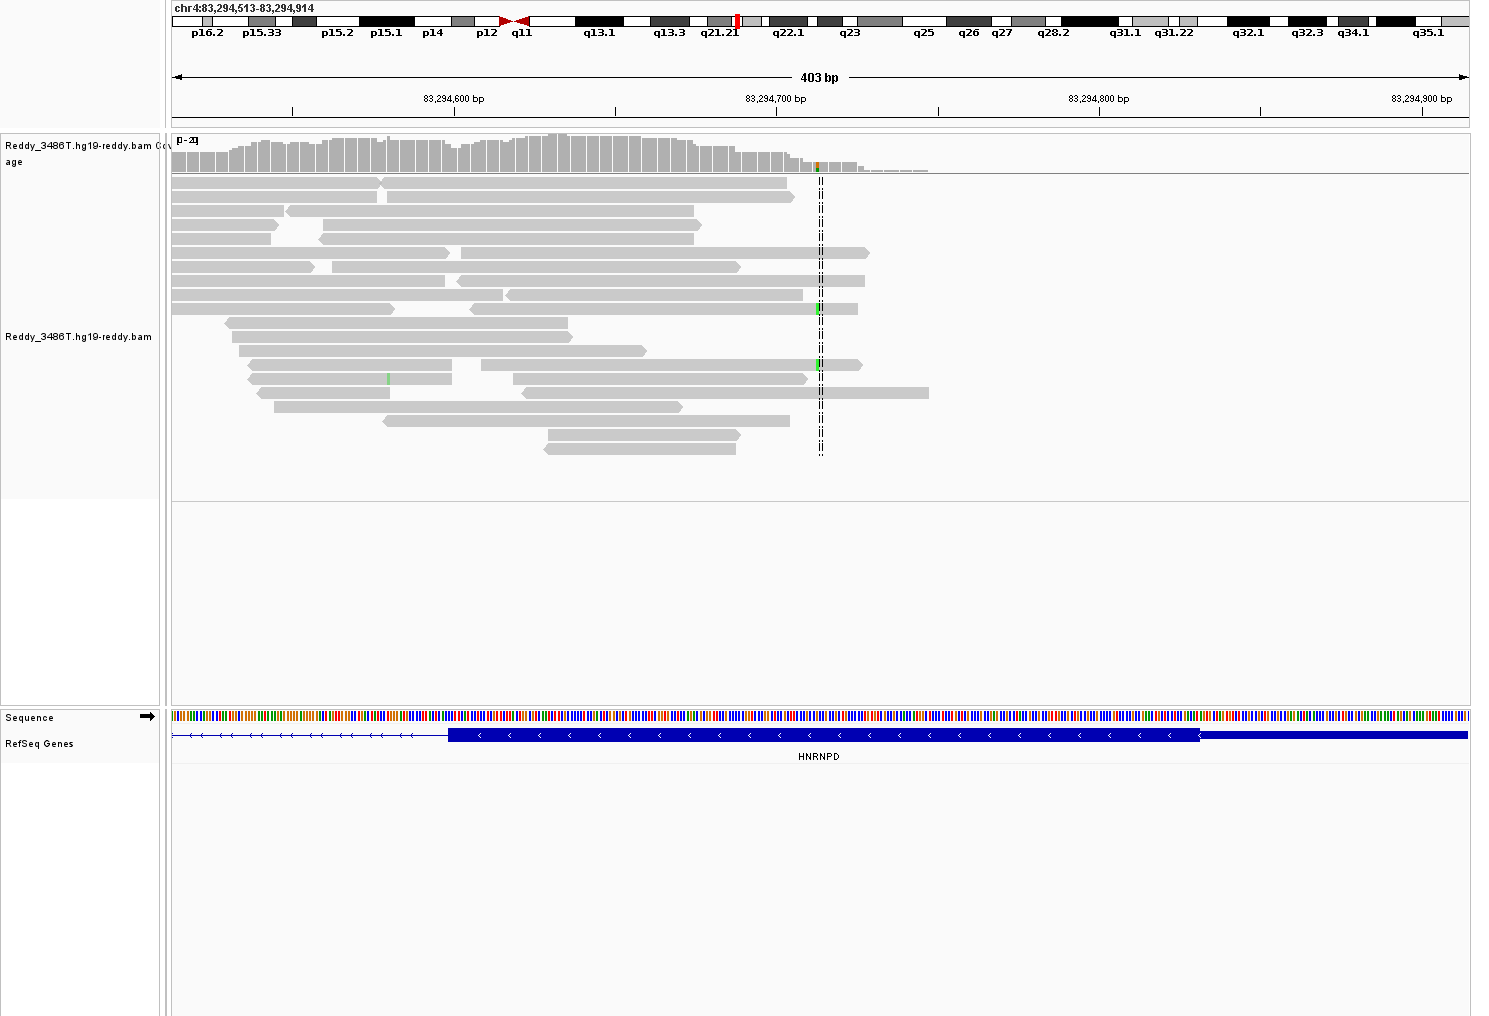 chr4:83,294,513-83,294,914
p16.2 p15.33 p15.2 p15.1 p14 p12 q11 q13.1 q13.3 q21.21 q22.1 q23 q25 q26 q27 q28.2 q31.1 q31.22 q32.1 q32.3 q34.1 q35.1
403 bp
83,294,600 bp 83,294,700 bp 83,294,800 bp 83,294,900 bp
[0 - 20]
Reddy_3486T.hg19-reddy.bam Cov
age
Reddy_3486T.hg19-reddy.bam
Sequence
RefSeq Genes
HNRNPD